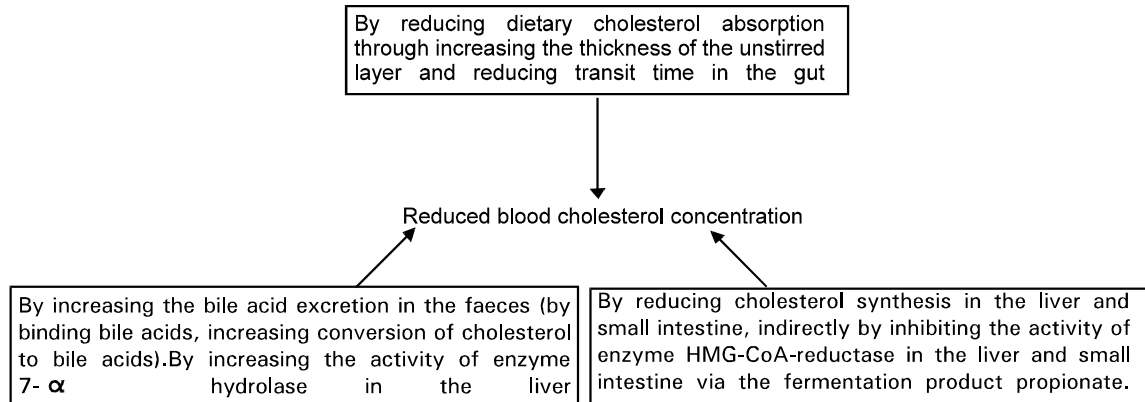 By reducing dietary cholesterol absorption
through increasing the thickness of the unstirred
layer and reducing transit time in the gut
Reduced blood cholesterol concentration
By increasing the bile acid excretion in the faeces (by
binding bile acids, increasing conversion of cholesterol
to bile acids).By increasing the activity of enzyme
7- α hydrolase in the liver
By reducing cholesterol synthesis in the liver and
small intestine, indirectly by inhibiting the activity of
enzyme HMG-CoA-reductase in the liver and small
intestine via the fermentation product propionate.